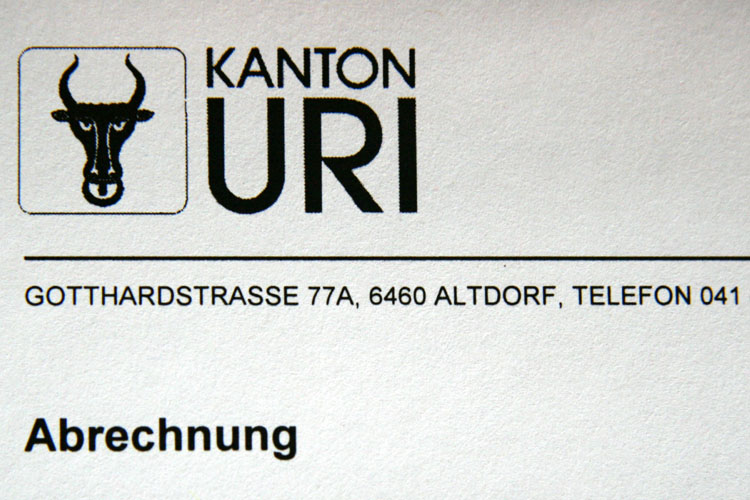 KANTON
URI
GOTTHARDSTRASSE 77A, 6460 ALTDORF, TELEFON 041
Abrechnung